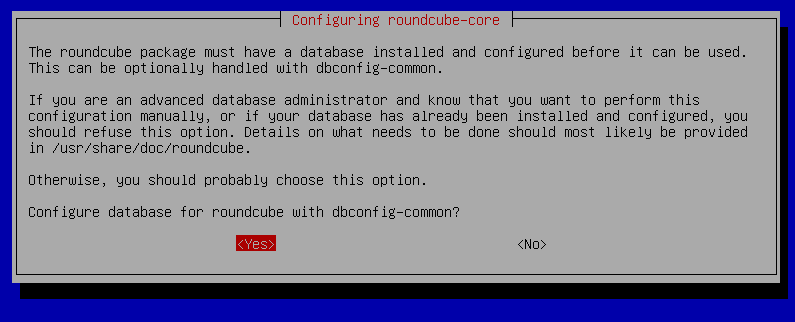 Configuring roundcube-core
The roundcube package must have a database installed and configured before it can be used.
This can be optionally handled with dbconfig-common.
If you are an advanced database administrator and know that you want to perform this
configuration manually, or if your database has already been installed and configured, you
should refuse this option. Details on what needs to be done should most likely be provided
in /usr/share/doc/roundcube.
Otherwise, you should probably choose this option.
Configure database for roundcube with dbconfig-common?
<Yes> <No>